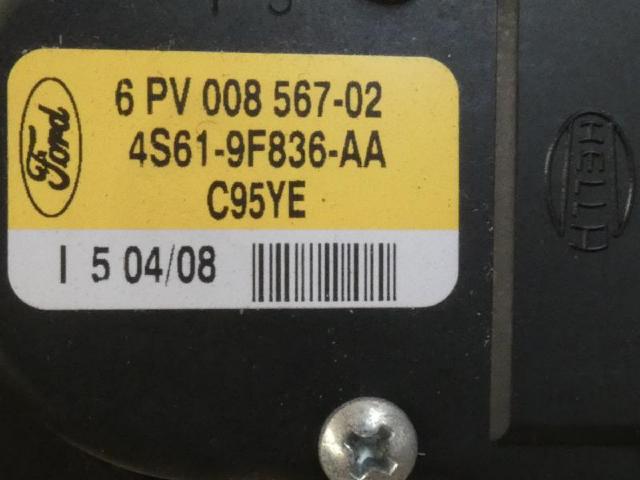 Ford
6 PV 008 567-02
4S61-9F836-AA
C95YE
I 5 04/08
HELLA